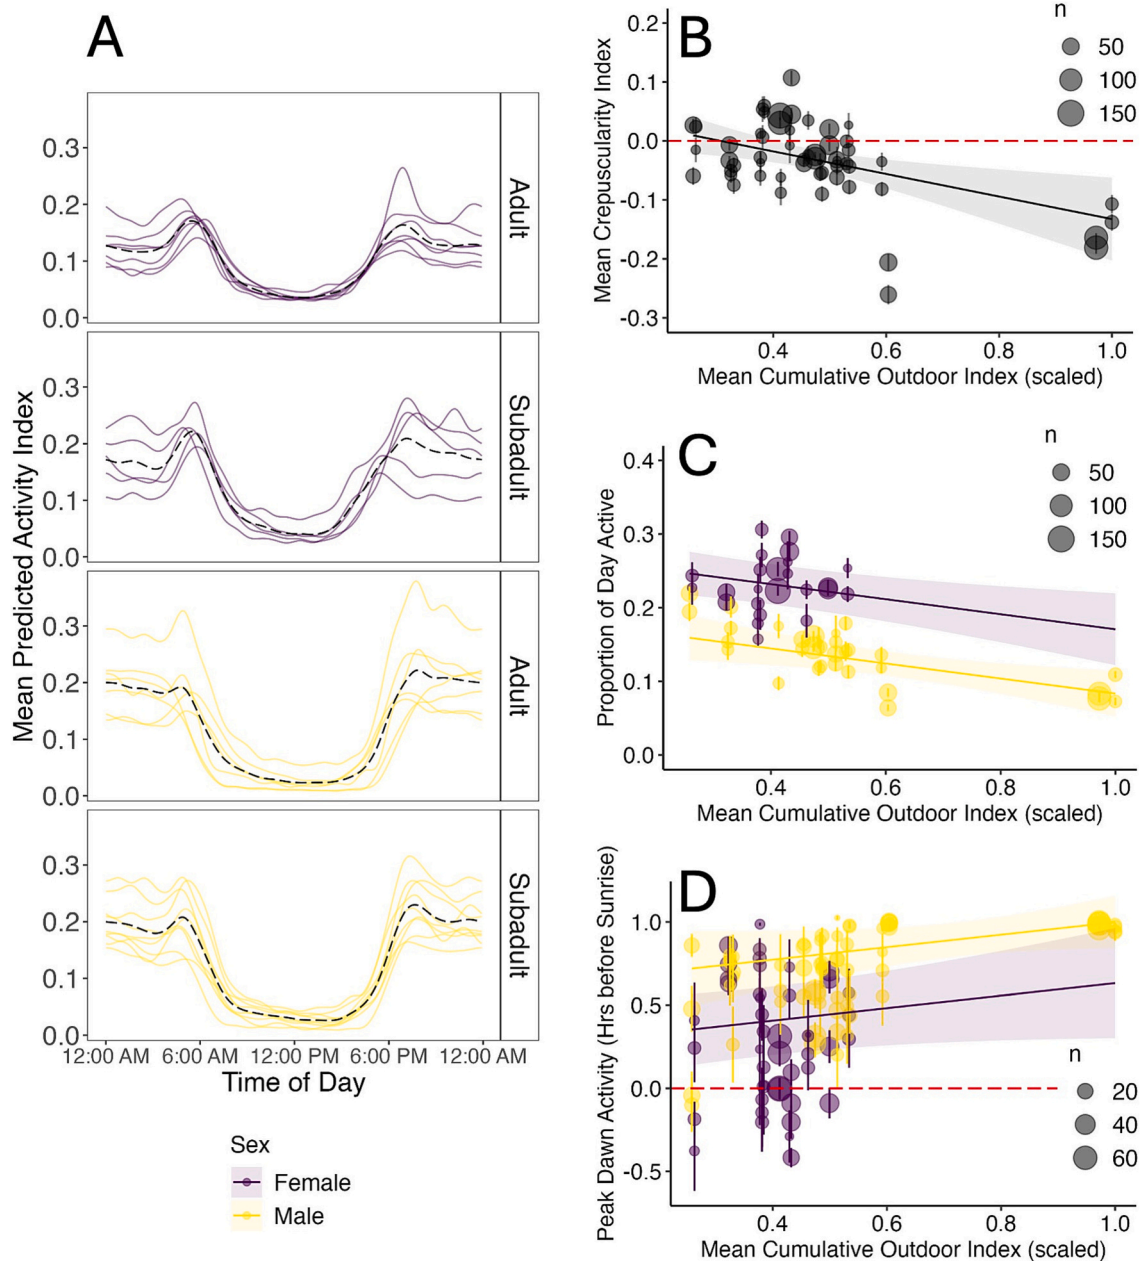 A
Mean Predicted Activity Index
0.3
0.2
0.1
0.0
Adult
0.3
0.2
0.1
0.0
Subadult
0.3
0.2
0.1
0.0
Adult
0.3
0.2
0.1
0.0
Subadult
12:00 AM 6:00 AM 12:00 PM 6:00 PM 12:00 AM
Time of Day
Sex
Female
Male
B
Mean Crepuscularity Index
0.2
0.1
0.0
-0.1
-0.2
-0.3
0.4 0.6 0.8 1.0
Mean Cumulative Outdoor Index (scaled)
n
50
100
150
C
Proportion of Day Active
0.4
0.3
0.2
0.1
0.0
0.4 0.6 0.8 1.0
Mean Cumulative Outdoor Index (scaled)
n
50
100
150
D
Peak Dawn Activity (Hrs before Sunrise)
1.0
0.5
0.0
-0.5
0.4 0.6 0.8 1.0
Mean Cumulative Outdoor Index (scaled)
n
20
40
60